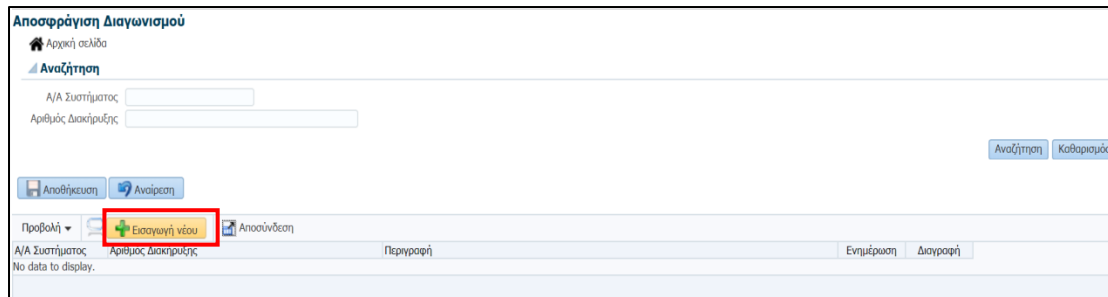 Αποσφράγιση Διαγωνισμού
Αρχική σελίδα
Αναζήτηση
Α/Α Συστήματος
Αριθμός Διακήρυξης
Αναζήτηση Καθαρισμός
Αποθήκευση Αναίρεση
Προβολή Εισαγωγή νέου Αποσύνδεση
Α/Α Συστήματος Αριθμός Διακήρυξης Περιγραφή Ενημέρωση Διαγραφή
No data to display.